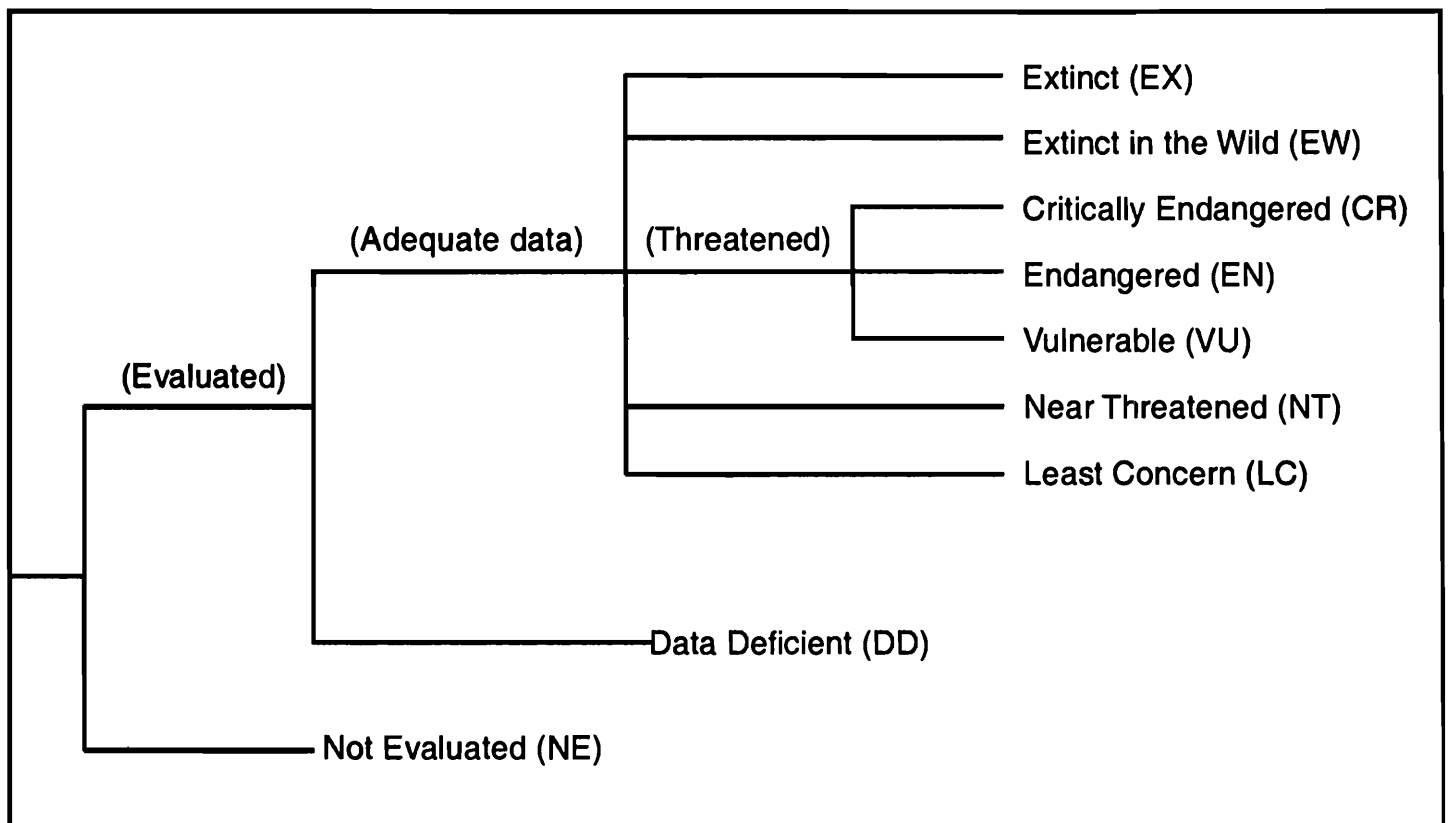 Extinct (EX)
Extinct in the Wild (EW)
Critically Endangered (CR)
(Adequate data)
(Threatened)
Endangered (EN)
Vulnerable (VU)
(Evaluated)
Near Threatened (NT)
Least Concern (LC)
Data Deficient (DD)
Not Evaluated (NE)